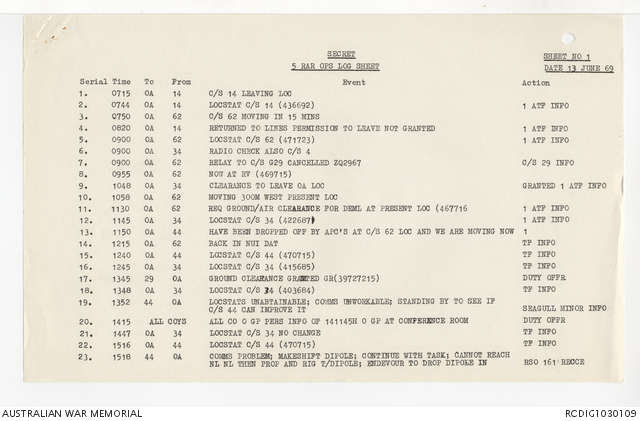 SECRET
5 RAR OPS LOG SHEET
SHEET NO 1
DATE 13 JUNE 69
Serial Time To From Event Action
1. 0715 OA 14 C/S 14 LEAVING LOC
2. 0744 OA 14 LOCSTAT C/S 14 (436692) 1 ATF INFO
3. 0750 OA 62 C/S 62 MOVING IN 15 MINS
4. 0820 OA 14 RETURNED TO LINES PERMISSION TO LEAVE NOT GRANTED 1 ATF INFO
5. 0900 OA 62 LOCSTAT C/S 62 (471723) 1 ATF INFO
6. 0900 OA 34 RADIO CHECK ALSO C/S 4
7. 0900 OA 62 RELAY TO C/S G29 CANCELLED ZQ2967 C/S 29 INFO
8. 0955 OA 62 NOW AT RV (469715)
9. 1048 OA 34 CLEARANCE TO LEAVE OA LOC GRANTED 1 ATF INFO
10. 1058 OA 62 MOVING 300M WEST PRESENT LOC
11. 1130 OA 62 REQ GROUND/AIR CLEARANCE FOR DEML AT PRESENT LOC (467716 1 ATF INFO
12. 1145 OA 34 LOCSTAT C/S 34 (422687) 1 ATF INFO
13. 1150 OA 44 HAVE BEEN DROPPED OFF BY APC'S AT C/S 62 LOC AND WE ARE MOVING NOW 1
14. 1215 OA 62 BACK IN NUI DAT TF INFO
15. 1240 OA 44 LOCSTAT C/S 44 (470715) TF INFO
16. 1245 OA 34 LOCSTAT C/S 34 (415685) TF INFO
17. 1345 29 OA GROUND CLEARANCE GRANTED GR(39727215) DUTY OFFR
18. 1348 OA 34 LOCSTAT C/S 34 (403684) TF INFO
19. 1352 44 OA LOCSTATS UNABTAINABLE; COMMS UNWORKABLE; STANDING BY TO SEE IF
C/S 44 CAN IMPROVE IT SEAGULL MINOR INFO
20. 1415 ALL COYS ALL CO O GP PERS INFO OF 141145H O GP AT CONFERENCE ROOM DUTY OFFR
21. 1447 OA 34 LOCSTAT C/S 34 NO CHANGE TF INFO
22. 1516 OA 44 LOCSTAT C/S 44 (470715) TF INFO
23. 1518 44 OA COMMS PROBLEM; MAKESHIFT DIPOLE; CONTINUE WITH TASK; CANNOT REACH
NL NL THEN PROP AND RIG T/DIPOLE; ENDEVOUR TO DROP DIPOLE IN RSO 161 RECCE
AUSTRALIAN WAR MEMORIAL
RCDIG1030109